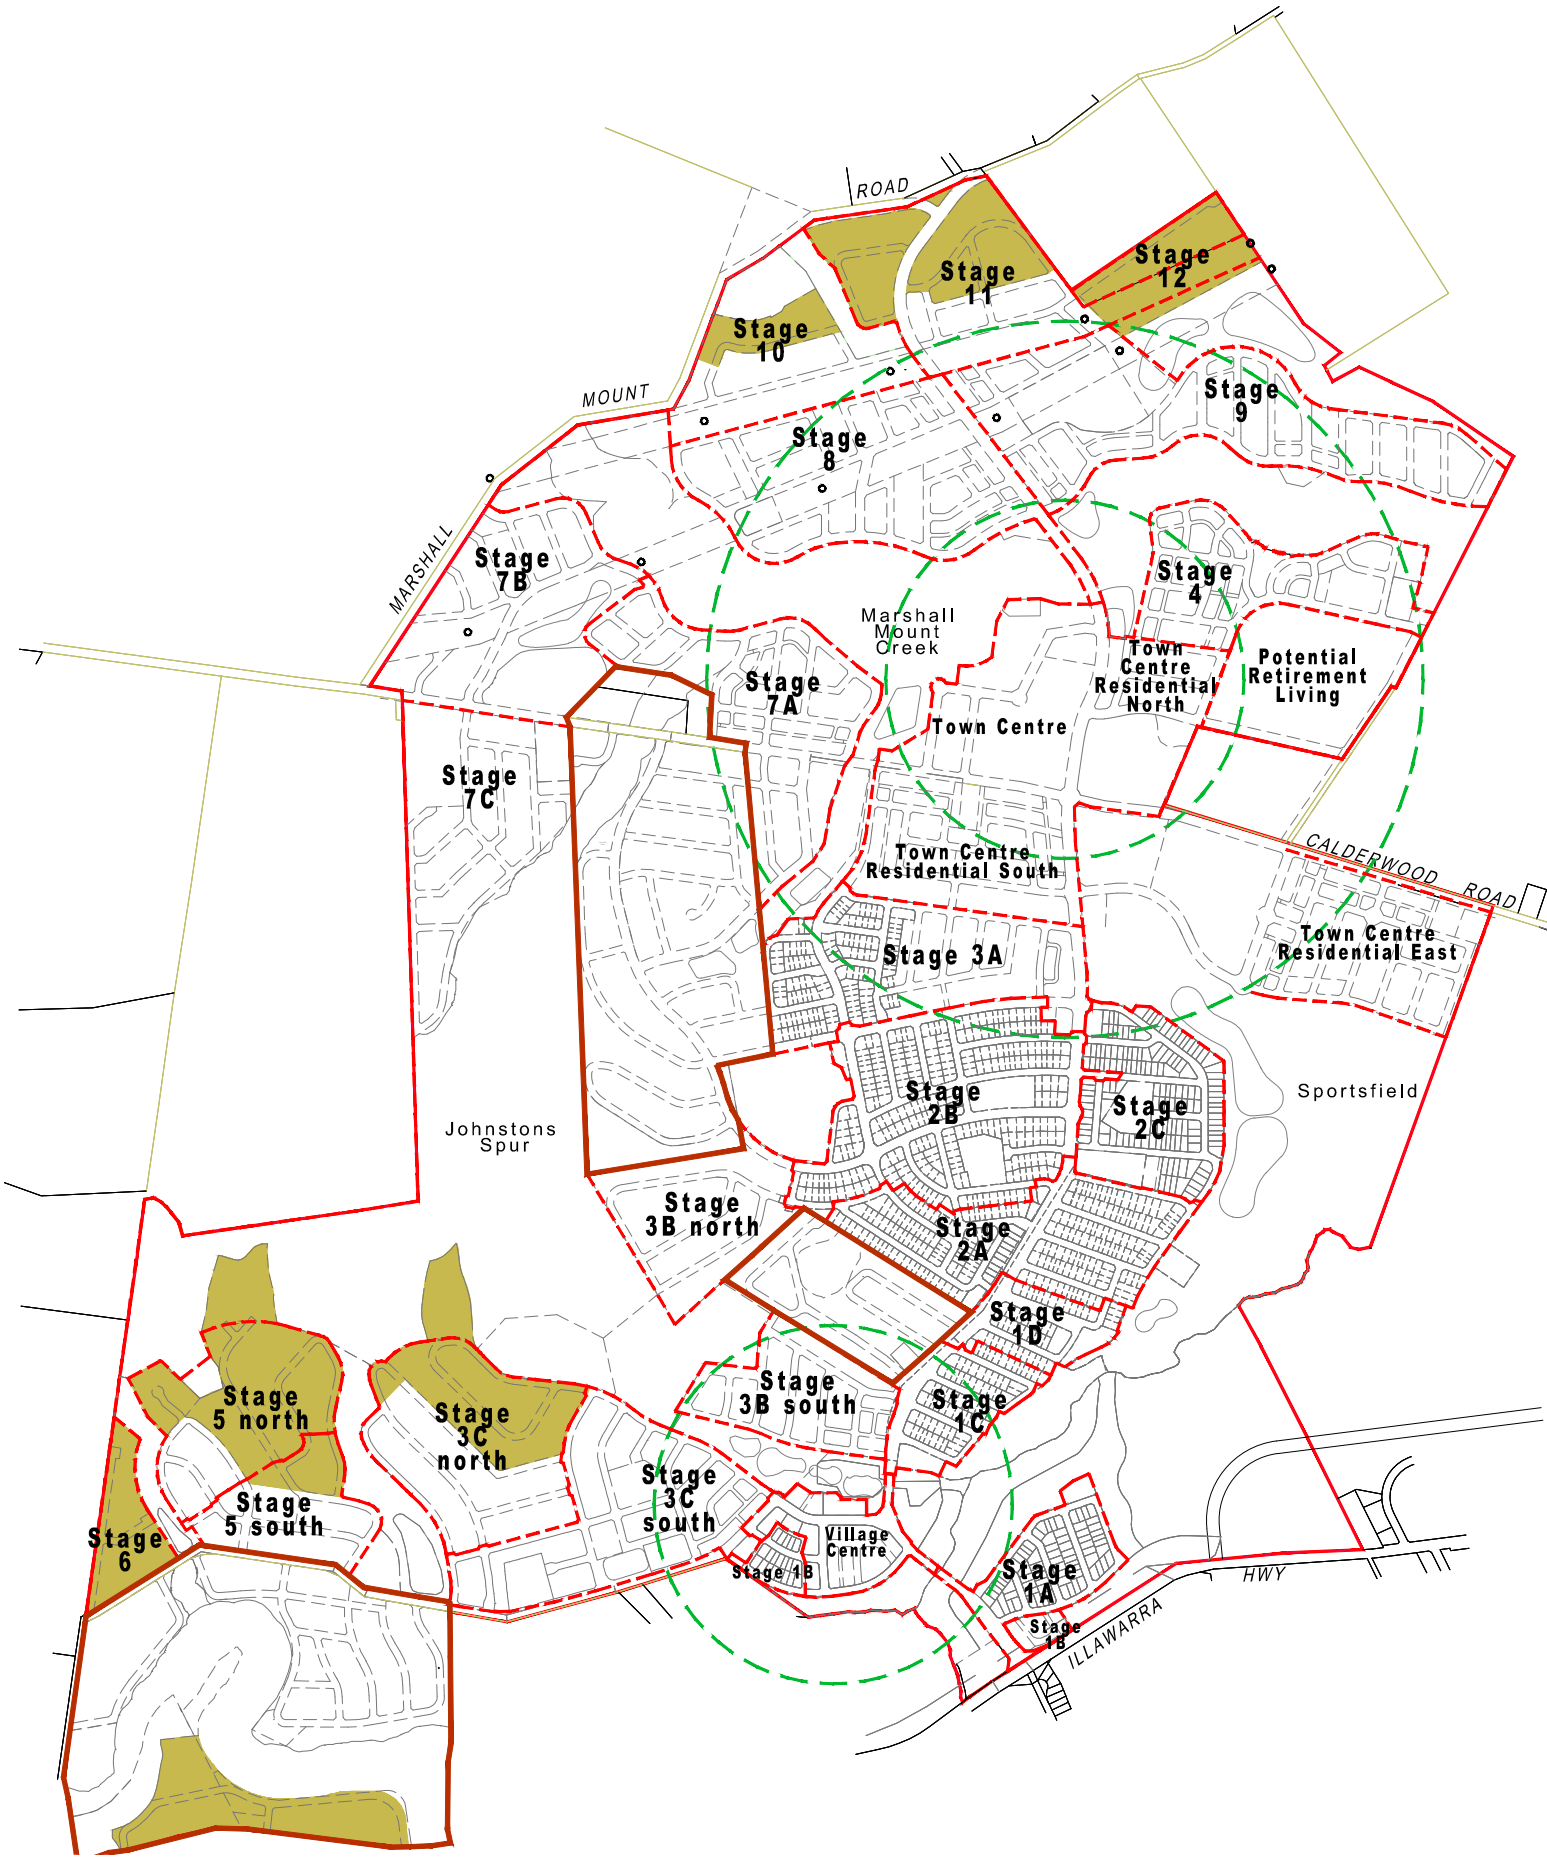 ROAD
Stage
12
Stage
11
Stage
10
MOUNT
Stage
9
Stage
8
MARSHALL
Stage
7B
Stage
4
Marshall
Mount
Creek
Town
Centre
Residential
North
Potential
Retirement
Living
Stage
7A
Town Centre
Stage
7C
CALDERWOOD ROAD
Town Centre
Residential South
Town Centre
Residential East
Stage 3A
Stage
2B
Stage
2C
Sportsfield
Johnstons
Spur
Stage
3B north
Stage
2A
Stage
1D
Stage
3B south
Stage
1C
Stage
5 north
Stage
3C
north
Stage
3C
south
Stage
5 south
Stage
6
Village
Centre
Stage 1B
Stage
1A
HWY
Stage
1B
ILLAWARRA